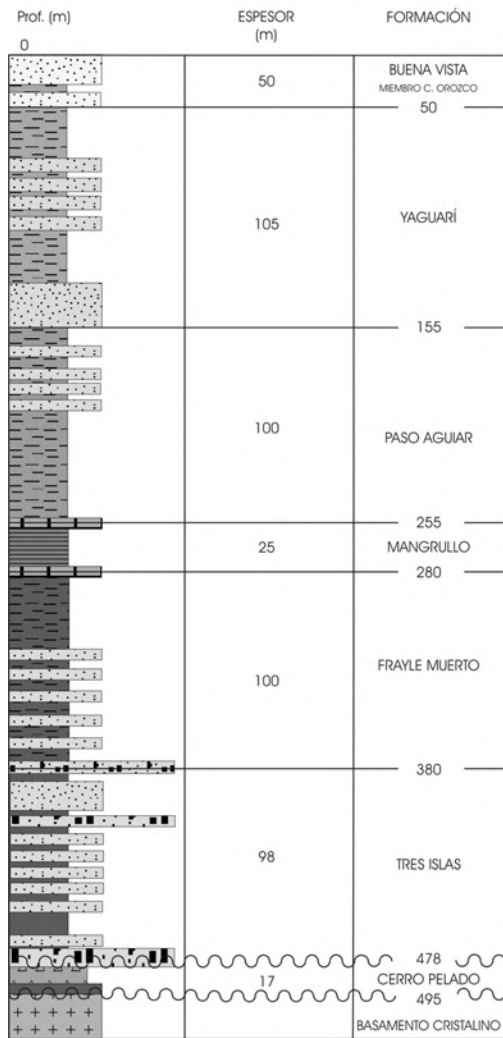 Prof. (m) ESPESOR FORMACIÓN
(m)
0
50 BUENA VISTA
MIEMBRO C. OROZCO
50
105 YAGUARÍ
155
100 PASO AGUIAR
255
25 MANGRULLO
280
100 FRAYLE MUERTO
380
98 TRES ISLAS
478
17 CERRO PELADO
495
BASAMENTO CRISTALINO